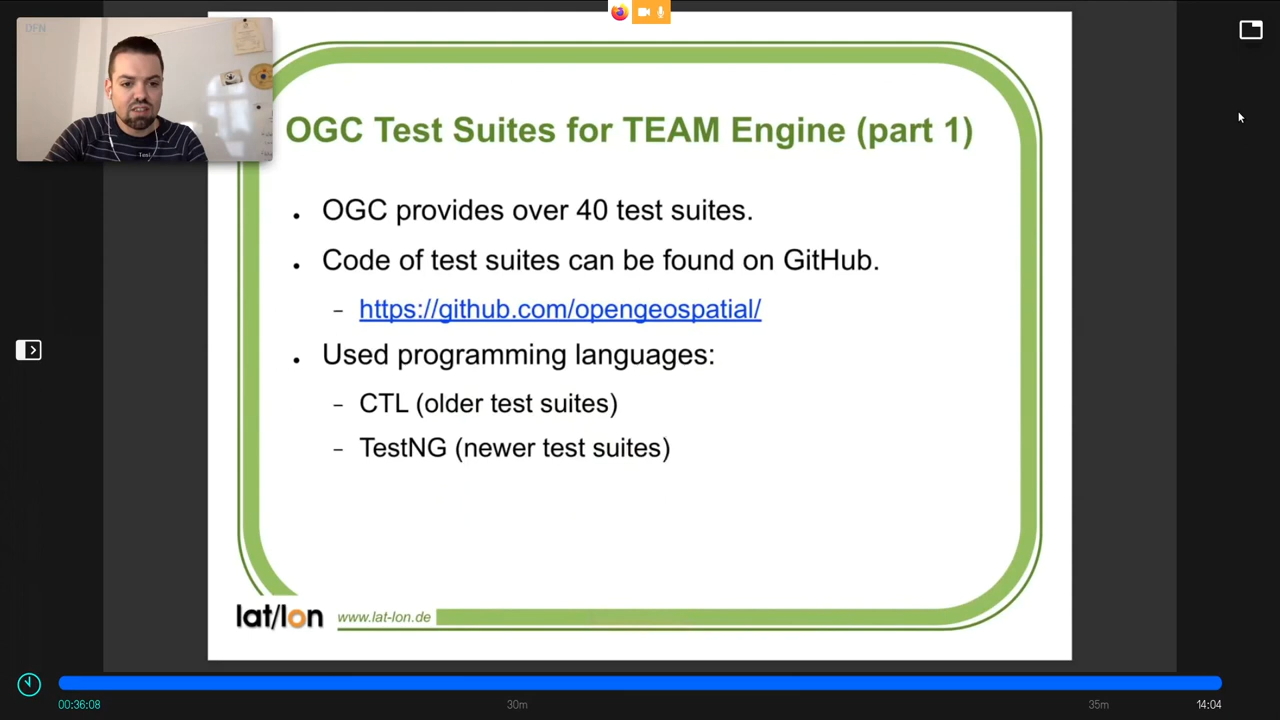 DFN
OGC Test Suites for TEAM Engine (part 1)
OGC provides over 40 test suites.
Code of test suites can be found on GitHub.
https://github.com/opengeospatial/
Used programming languages:
CTL (older test suites)
TestNG (newer test suites)
lat/lon
www.lat-lon.de
00:36:08
30m
35m
14:04